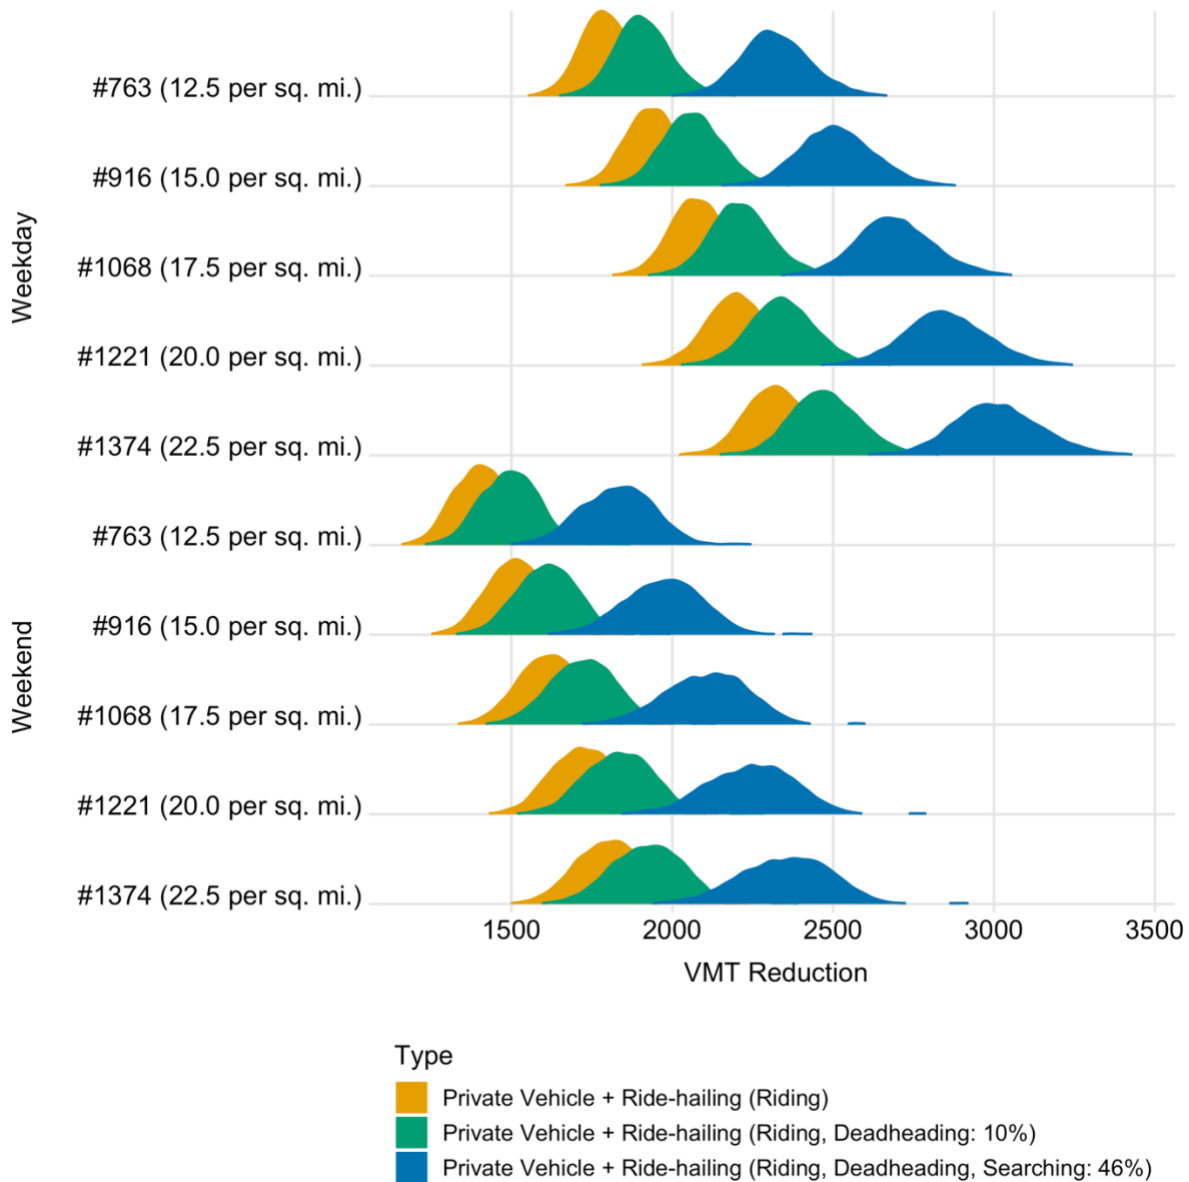 Weekday
#763 (12.5 per sq. mi.)
#916 (15.0 per sq. mi.)
#1068 (17.5 per sq. mi.)
#1221 (20.0 per sq. mi.)
#1374 (22.5 per sq. mi.)
Weekend
#763 (12.5 per sq. mi.)
#916 (15.0 per sq. mi.)
#1068 (17.5 per sq. mi.)
#1221 (20.0 per sq. mi.)
#1374 (22.5 per sq. mi.)
1500 2000 2500 3000 3500
VMT Reduction
Type
Private Vehicle + Ride-hailing (Riding)
Private Vehicle + Ride-hailing (Riding, Deadheading: 10%)
Private Vehicle + Ride-hailing (Riding, Deadheading, Searching: 46%)